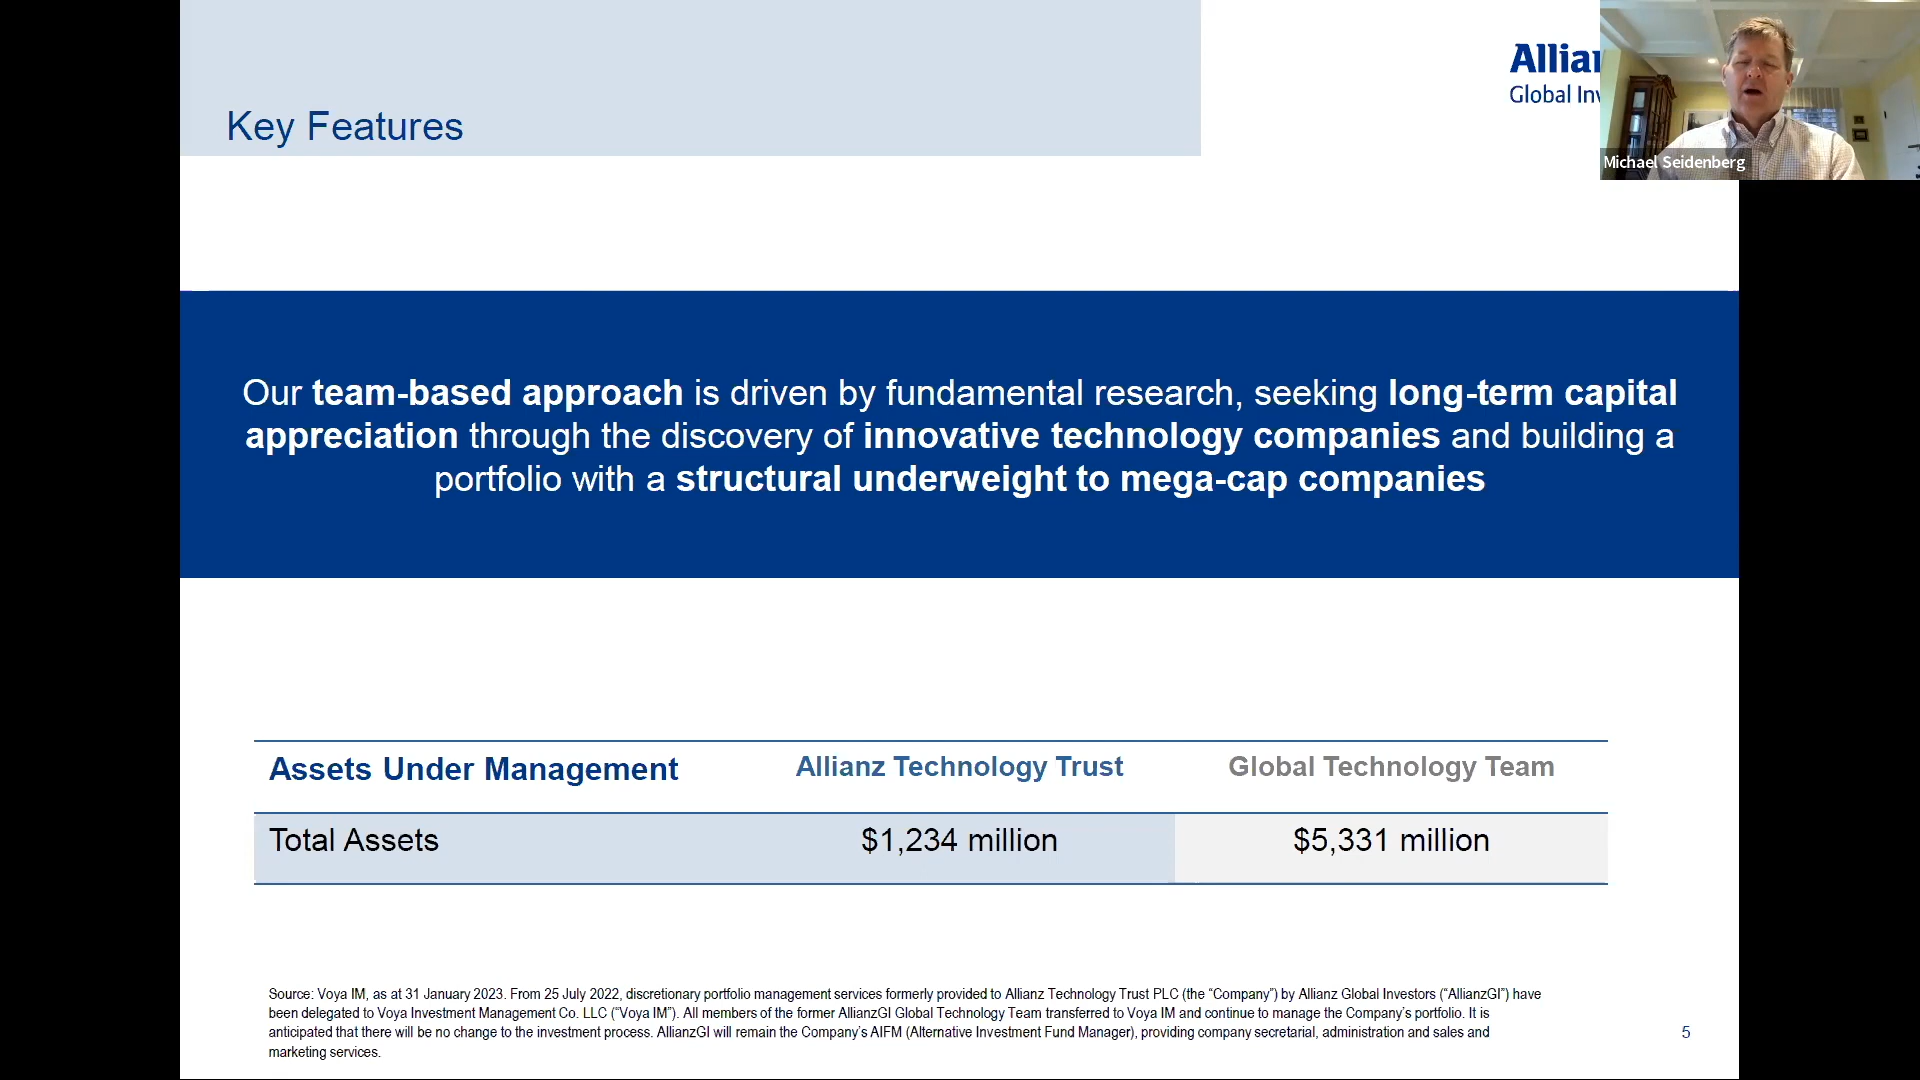 Key Features
Allian
Global Inv
Michael Seidenberg
Our team-based approach is driven by fundamental research, seeking long-term capital
appreciation through the discovery of innovative technology companies and building a
portfolio with a structural underweight to mega-cap companies
Assets Under Management Allianz Technology Trust Global Technology Team
Total Assets $1,234 million $5,331 million
Source: Voya IM, as at 31 January 2023. From 25 July 2022, discretionary portfolio management services formerly provided to Allianz Technology Trust PLC (the “Company”) by Allianz Global Investors (“AllianzGI”) have
been delegated to Voya Investment Management Co. LLC (“Voya IM”). All members of the former AllianzGI Global Technology Team transferred to Voya IM and continue to manage the Company’s portfolio. It is
anticipated that there will be no change to the investment process. AllianzGI will remain the Company’s AIFM (Alternative Investment Fund Manager), providing company secretarial, administration and sales and
marketing services.
5